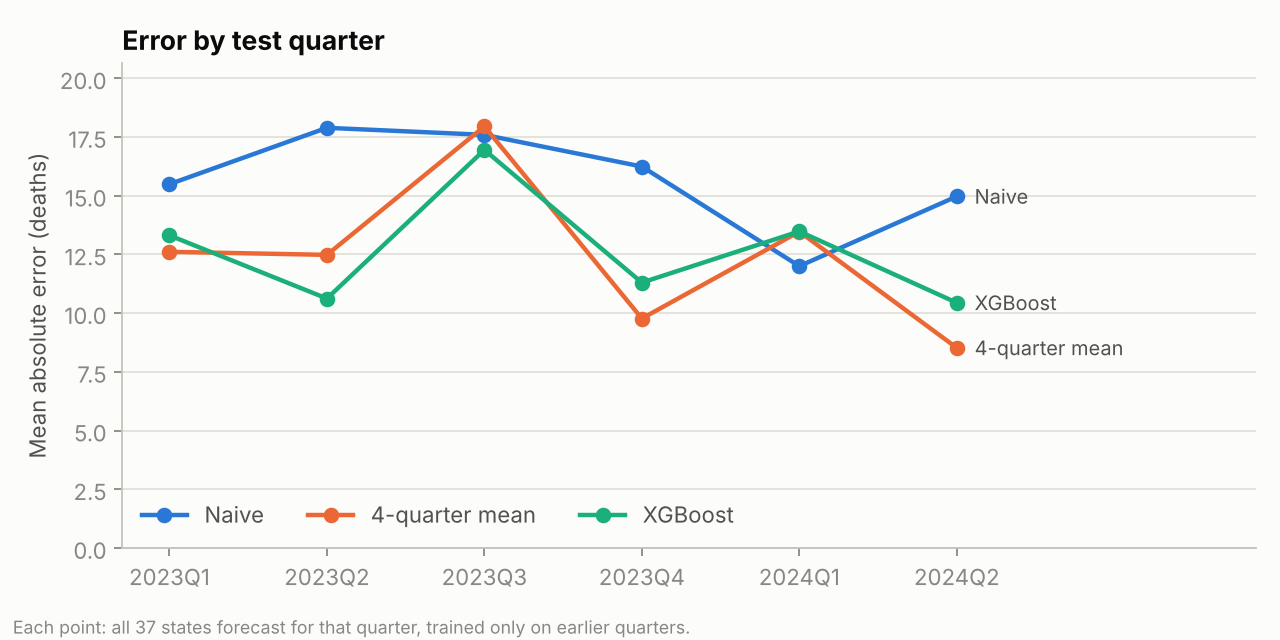 Error by test quarter
Mean absolute error (deaths)
20.0
17.5
15.0
12.5
10.0
7.5
5.0
2.5
0.0
Naive
XGBoost
4-quarter mean
Naive 4-quarter mean XGBoost
2023Q1 2023Q2 2023Q3 2023Q4 2024Q1 2024Q2
Each point: all 37 states forecast for that quarter, trained only on earlier quarters.